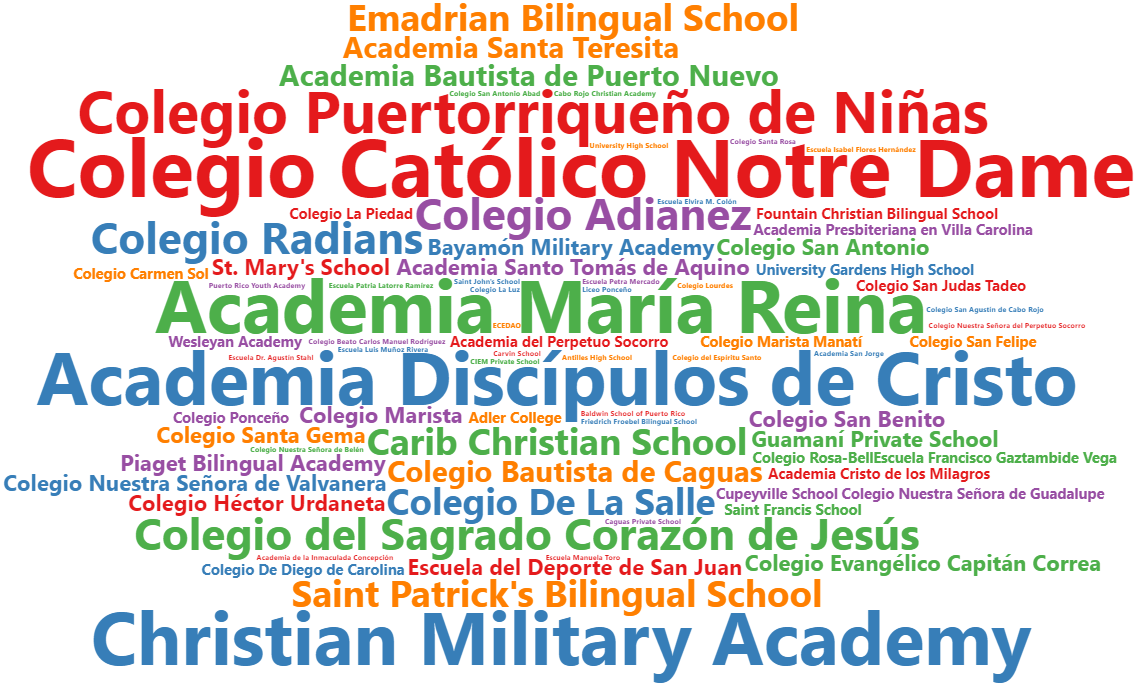 Emadrian Bilingual School
Academia Santa Teresita
Academia Bautista de Puerto Nuevo
Colegio San Antonio Abad
Cabo Rojo Christian Academy
Colegio Puertorriqueño de Niñas
University High School
Colegio Santa Rosa
Escuela Isabel Flores Hernández
Colegio Católico Notre Dame
Escuela Elvira M. Colón
Colegio La Piedad
Colegio Adianez
Fountain Christian Bilingual School
Colegio Radians
Academia Presbiteriana en Villa Carolina
Bayamón Military Academy
Colegio San Antonio
Colegio Carmen Sol
St. Mary's School
Academia Santo Tomás de Aquino
University Gardens High School
Puerto Rico Youth Academy
Escuela Patria Latorre Ramírez
Saint John's School
Colegio La Luz
Escuela Petra Mercado
Liceo Ponceño
Colegio Lourdes
Colegio San Judas Tadeo
Academia María Reina
Colegio San Agustín de Cabo Rojo
ECEDAO
Colegio Nuestra Señora del Perpetuo Socorro
Wesleyan Academy
Colegio Beato Carlos Manuel Rodríguez
Escuela Luis Muñoz Rivera
Academia del Perpetuo Socorro
Colegio Marista Manatí
Colegio San Felipe
Escuela Dr. Agustín Stahl
Carvin School
CIEM Private School
Antilles High School
Colegio del Espíritu Santo
Academia San Jorge
Academia Discípulos de Cristo
Colegio Ponceño
Colegio Marista
Adler College
Baldwin School of Puerto Rico
Friedrich Froebel Bilingual School
Colegio San Benito
Colegio Santa Gema
Carib Christian School
Guamaní Private School
Colegio Nuestra Señora de Belén
Colegio Rosa-Bell
Escuela Francisco Gaztambide Vega
Piaget Bilingual Academy
Colegio Bautista de Caguas
Academia Cristo de los Milagros
Colegio Nuestra Señora de Valvanera
Colegio Héctor Urdaneta
Colegio De La Salle
Cupeyville School
Colegio Nuestra Señora de Guadalupe
Saint Francis School
Caguas Private School
Colegio del Sagrado Corazón de Jesús
Academia de la Inmaculada Concepción
Escuela Manuela Toro
Colegio De Diego de Carolina
Escuela del Deporte de San Juan
Colegio Evangélico Capitán Correa
Saint Patrick's Bilingual School
Christian Military Academy